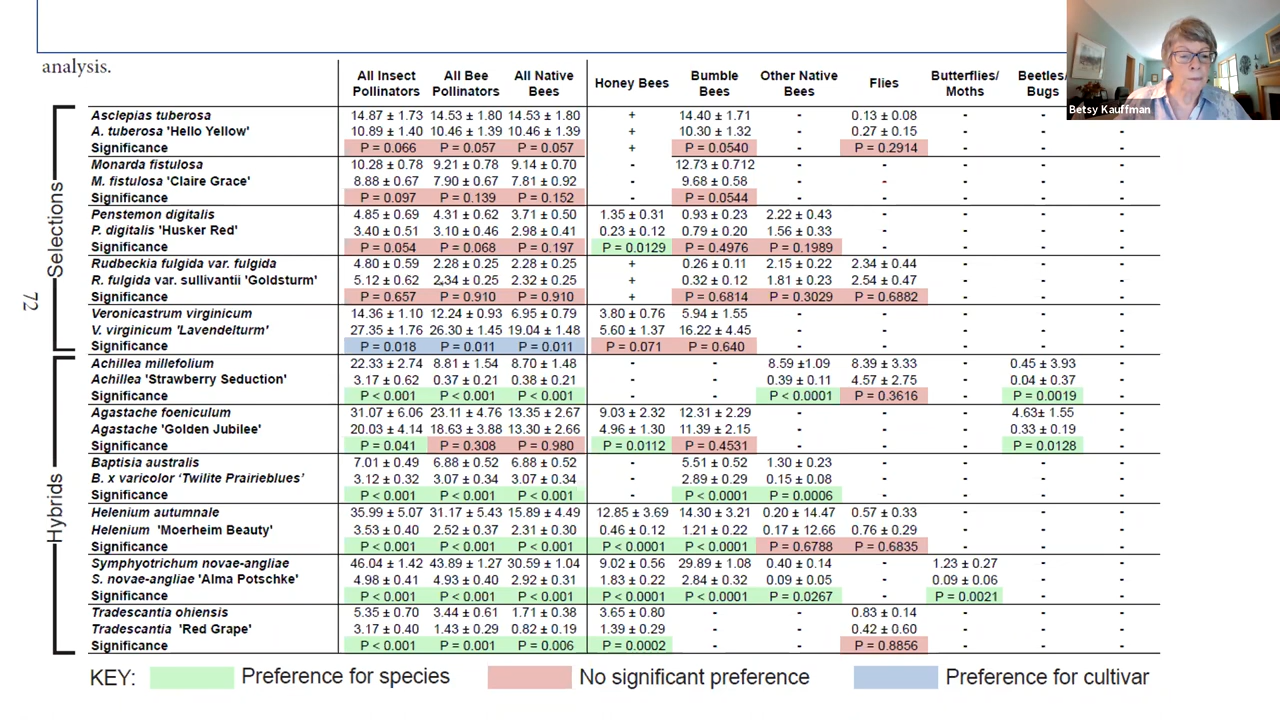 analysis.
All Insect Pollinators All Bee Pollinators All Native Bees Honey Bees Bumble Bees Other Native Bees Flies Butterflies/ Moths Beetles/ Bugs
Betsy Kauffman
Selections
Asclepias tuberosa 14.87 ± 1.73 14.53 ± 1.80 14.53 ± 1.80 + 14.40 ± 1.71 - 0.13 ± 0.08 - - -
A. tuberosa 'Hello Yellow' 10.89 ± 1.40 10.46 ± 1.39 10.46 ± 1.39 + 10.30 ± 1.32 - 0.27 ± 0.15 - - -
Significance P = 0.066 P = 0.057 P = 0.057 + P = 0.0540 - P = 0.2914 - - -
Monarda fistulosa 10.28 ± 0.78 9.21 ± 0.78 9.14 ± 0.70 - 12.73 ± 0.712 - - - - -
M. fistulosa 'Claire Grace' 8.88 ± 0.67 7.90 ± 0.67 7.81 ± 0.92 - 9.68 ± 0.58 - - - - -
Significance P = 0.097 P = 0.139 P = 0.152 - P = 0.0544 - - - - -
Penstemon digitalis 4.85 ± 0.69 4.31 ± 0.62 3.71 ± 0.50 1.35 ± 0.31 0.93 ± 0.23 2.22 ± 0.43 - - - -
P. digitalis 'Husker Red' 3.40 ± 0.51 3.10 ± 0.46 2.98 ± 0.41 0.23 ± 0.12 0.79 ± 0.20 1.56 ± 0.33 - - - -
Significance P = 0.054 P = 0.068 P = 0.197 P = 0.0129 P = 0.4976 P = 0.1989 - - - -
Rudbeckia fulgida var. fulgida 4.80 ± 0.59 2.28 ± 0.25 2.28 ± 0.25 + 0.26 ± 0.11 2.15 ± 0.22 2.34 ± 0.44 - - -
R. fulgida var. sullivantii 'Goldsturm' 5.12 ± 0.62 2.34 ± 0.25 2.32 ± 0.25 + 0.32 ± 0.12 1.81 ± 0.23 2.54 ± 0.47 - - -
Significance P = 0.657 P = 0.910 P = 0.910 + P = 0.6814 P = 0.3029 P = 0.6882 - - -
72
Veronicastrum virginicum 14.36 ± 1.10 12.24 ± 0.93 6.95 ± 0.79 3.80 ± 0.76 5.94 ± 1.55 - - - - -
V. virginicum 'Lavendelturm' 27.35 ± 1.76 26.30 ± 1.45 19.04 ± 1.48 5.60 ± 1.37 16.22 ± 4.45 - - - - -
Significance P = 0.018 P = 0.011 P = 0.011 P = 0.071 P = 0.640 - - - - -
Hybrids
Achillea millefolium 22.33 ± 2.74 8.81 ± 1.54 8.70 ± 1.48 - - 8.59 ±1.09 8.39 ± 3.33 - 0.45 ± 3.93 -
Achillea 'Strawberry Seduction' 3.17 ± 0.62 0.37 ± 0.21 0.38 ± 0.21 - - 0.39 ± 0.11 4.57 ± 2.75 - 0.04 ± 0.37 -
Significance P < 0.001 P < 0.001 P < 0.001 - - P < 0.0001 P = 0.3616 - P = 0.0019 -
Agastache foeniculum 31.07 ± 6.06 23.11 ± 4.76 13.35 ± 2.67 9.03 ± 2.32 12.31 ± 2.29 - - - 4.63± 1.55 -
Agastache 'Golden Jubilee' 20.03 ± 4.14 18.63 ± 3.88 13.30 ± 2.66 4.96 ± 1.30 11.39 ± 2.15 - - - 0.33 ± 0.19 -
Significance P = 0.041 P = 0.308 P = 0.980 P = 0.0112 P = 0.4531 - - - P = 0.0128 -
Baptisia australis 7.01 ± 0.49 6.88 ± 0.52 6.88 ± 0.52 - 5.51 ± 0.52 1.30 ± 0.23 - - - -
B. x varicolor ‘Twilite Prairieblues’ 3.12 ± 0.32 3.07 ± 0.34 3.07 ± 0.34 - 2.89 ± 0.29 0.15 ± 0.08 - - - -
Significance P < 0.001 P < 0.001 P < 0.001 - P < 0.0001 P = 0.0006 - - - -
Helenium autumnale 35.99 ± 5.07 31.17 ± 5.43 15.89 ± 4.49 12.85 ± 3.69 14.30 ± 3.21 0.20 ± 14.47 0.57 ± 0.33 - - -
Helenium 'Moerheim Beauty' 3.53 ± 0.40 2.52 ± 0.37 2.31 ± 0.30 0.46 ± 0.12 1.21 ± 0.22 0.17 ± 12.66 0.76 ± 0.29 - - -
Significance P < 0.001 P < 0.001 P < 0.001 P < 0.0001 P < 0.0001 P = 0.6788 P = 0.6835 - - -
Symphyotrichum novae-angliae 46.04 ± 1.42 43.89 ± 1.27 30.59 ± 1.04 9.02 ± 0.56 29.89 ± 1.08 0.40 ± 0.14 - 1.23 ± 0.27 - -
S. novae-angliae 'Alma Potschke' 4.98 ± 0.41 4.93 ± 0.40 2.92 ± 0.31 1.83 ± 0.22 2.84 ± 0.32 0.09 ± 0.05 - 0.09 ± 0.06 - -
Significance P < 0.001 P < 0.001 P < 0.001 P < 0.0001 P < 0.0001 P = 0.0267 - P = 0.0021 - -
Tradescantia ohiensis 5.35 ± 0.70 3.44 ± 0.61 1.71 ± 0.38 3.65 ± 0.80 - - 0.83 ± 0.14 - - -
Tradescantia 'Red Grape' 3.17 ± 0.40 1.43 ± 0.29 0.82 ± 0.19 1.39 ± 0.29 - - 0.42 ± 0.60 - - -
Significance P < 0.001 P = 0.001 P = 0.006 P = 0.0002 - - P = 0.8856 - - -
KEY: Preference for species No significant preference Preference for cultivar